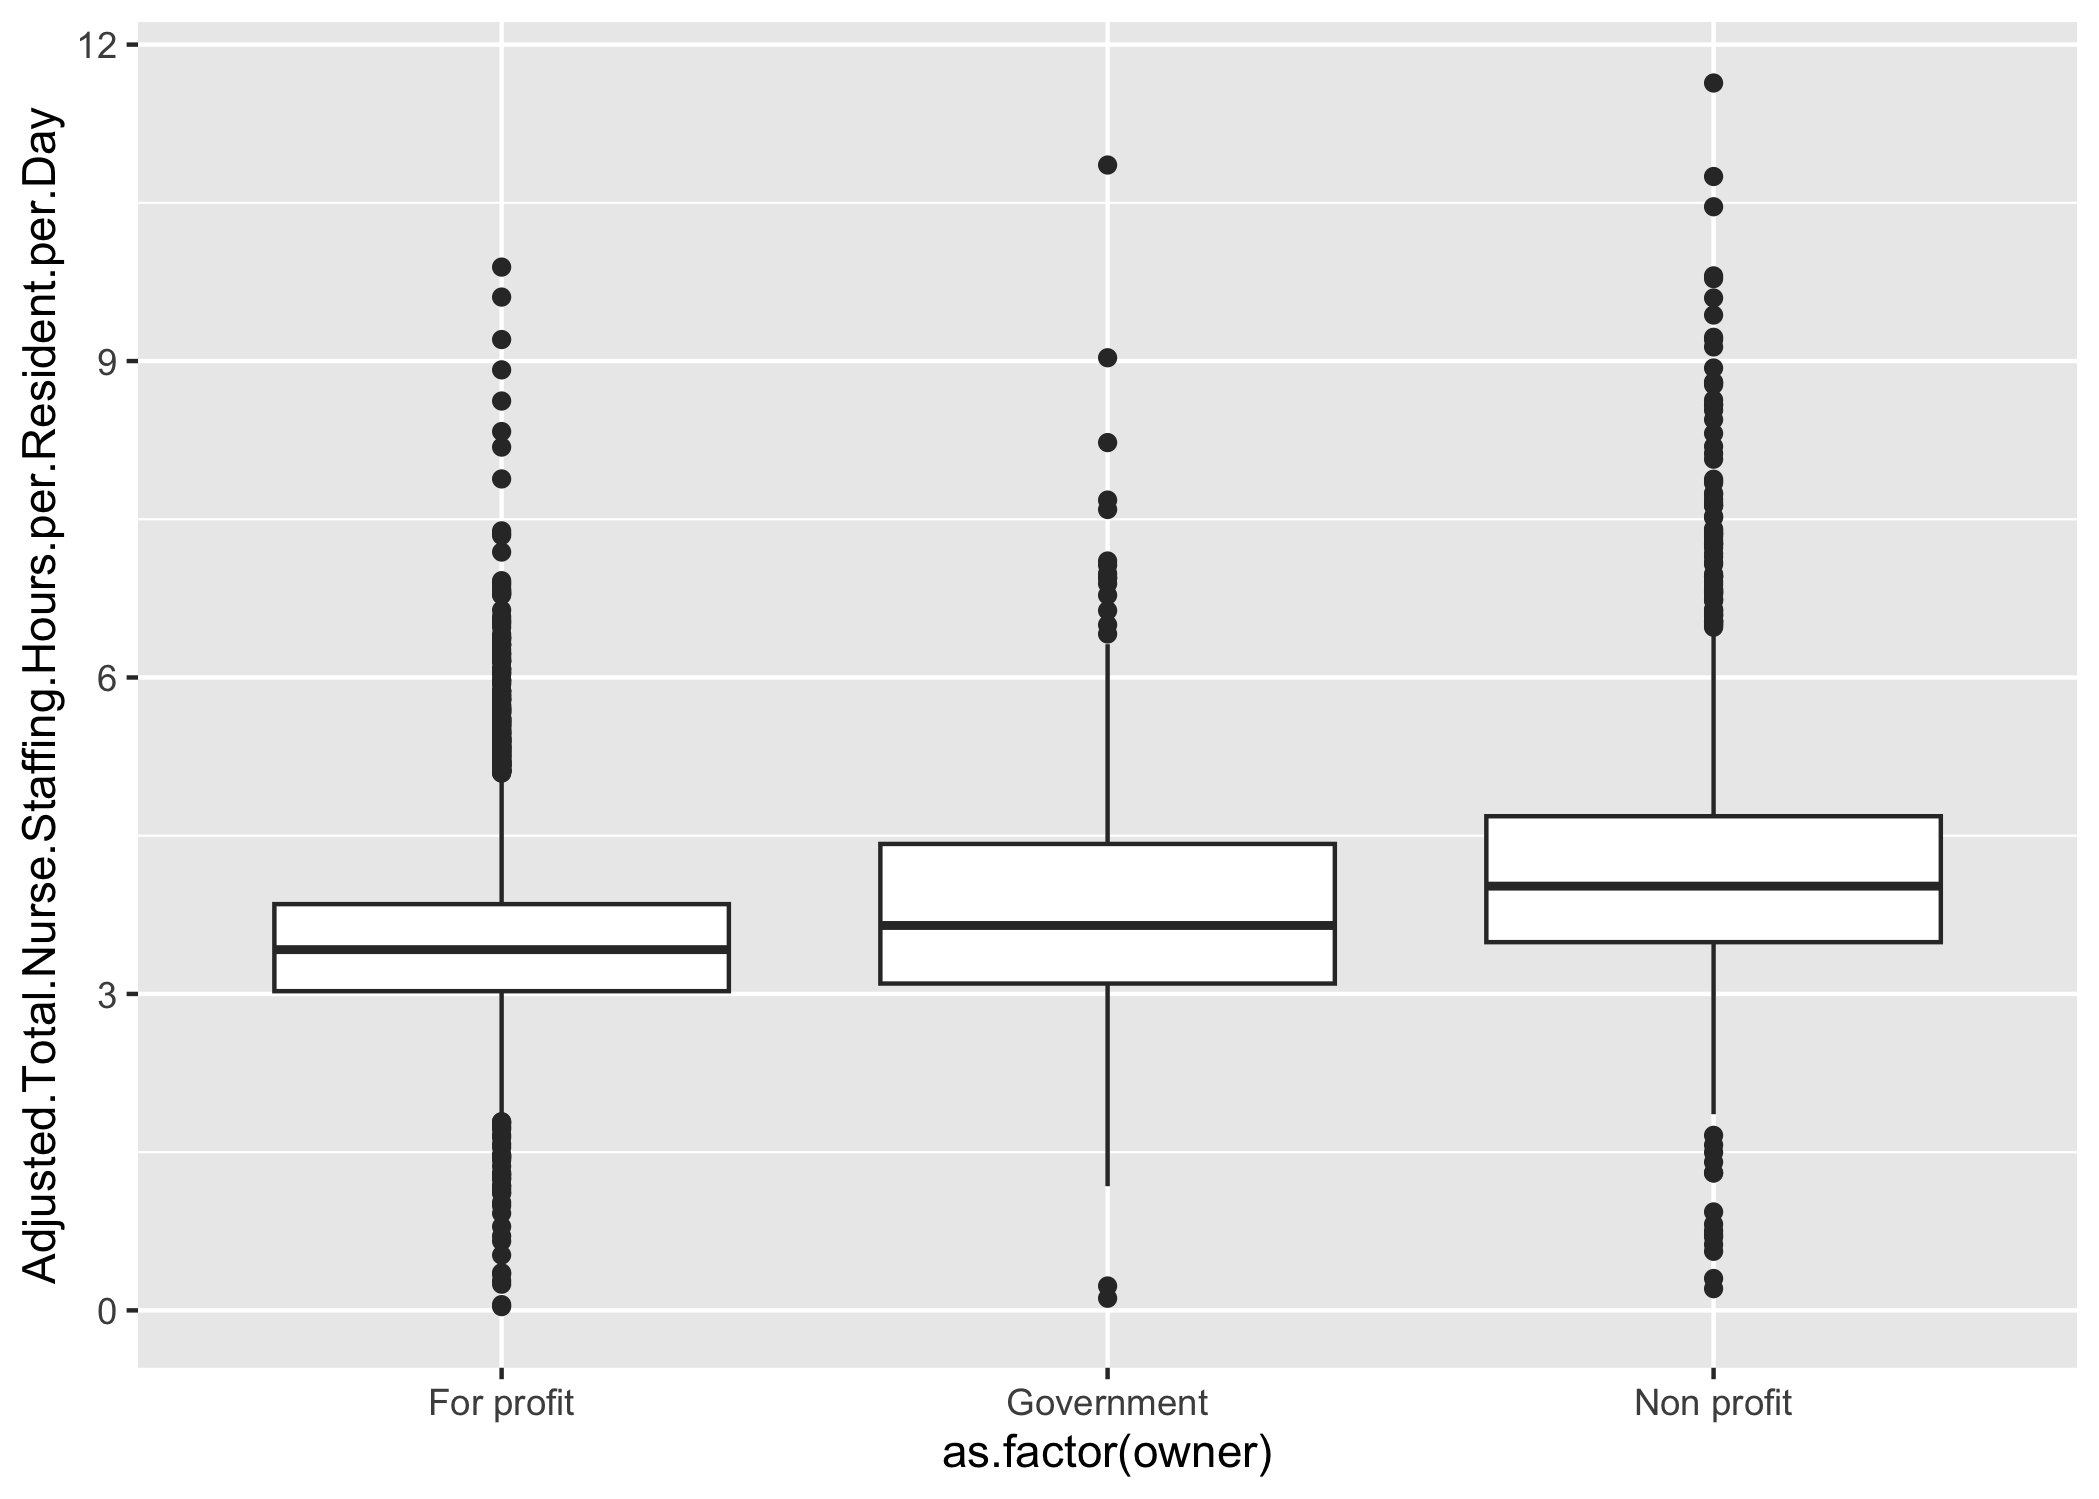 Adjusted.Total.Nurse.Staffing.Hours.per.Resident.per.Day
12
9
6
3
0
For profit
Government
Non profit
as.factor(owner)